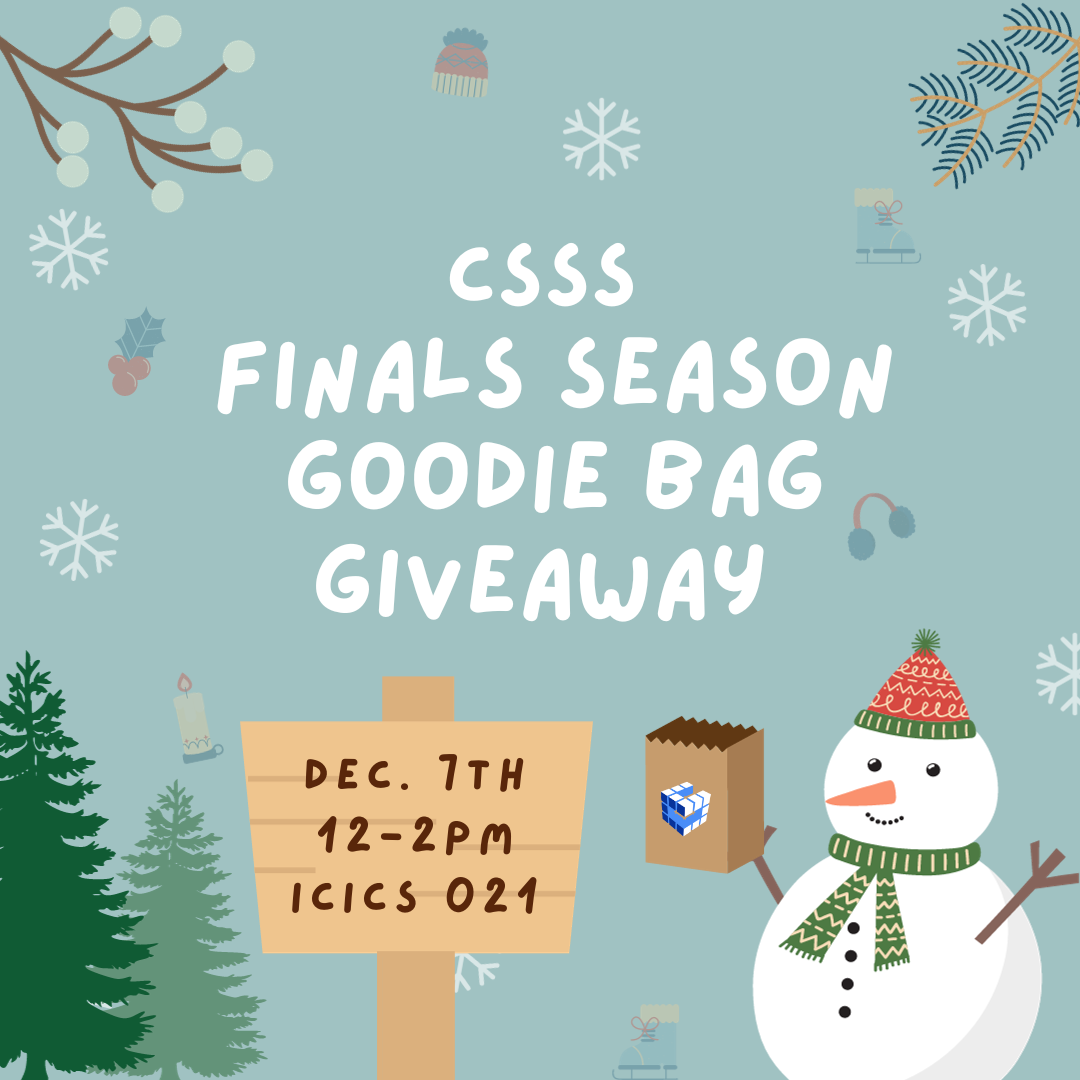 CSSS
FINALS SEASON
GOODIE BAG
GIVEAWAY
DEC. 7TH
12-2PM
ICICS 021